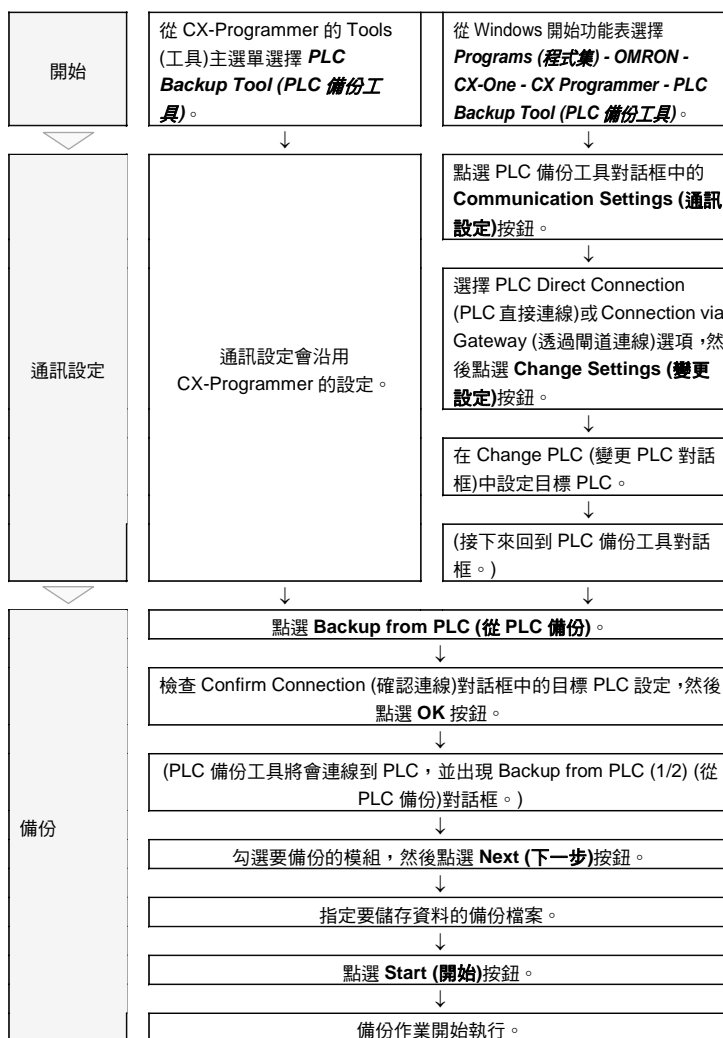 開始
從 CX-Programmer 的 Tools
(工具)主選單選擇 PLC
Backup Tool (PLC 備份工
具)。
從 Windows 開始功能表選擇
Programs (程式集) - OMRON -
CX-One - CX Programmer - PLC
Backup Tool (PLC 備份工具)。
↓
↓
通訊設定
通訊設定會沿用
CX-Programmer 的設定。
點選 PLC 備份工具對話框中的
Communication Settings (通訊
設定)按鈕。
↓
選擇 PLC Direct Connection
(PLC 直接連線)或 Connection via
Gateway (透過閘道連線)選項，然
後點選 Change Settings (變更
設定)按鈕。
↓
在 Change PLC (變更 PLC 對話
框)中設定目標 PLC。
↓
(接下來回到 PLC 備份工具對話
框。)
↓
↓
備份
點選 Backup from PLC (從 PLC 備份)。
↓
檢查 Confirm Connection (確認連線)對話框中的目標 PLC 設定，然後
點選 OK 按鈕。
↓
(PLC 備份工具將會連線到 PLC，並出現 Backup from PLC (1/2) (從
PLC 備份)對話框。)
↓
勾選要備份的模組，然後點選 Next (下一步)按鈕。
↓
指定要儲存資料的備份檔案。
↓
點選 Start (開始)按鈕。
↓
備份作業開始執行。